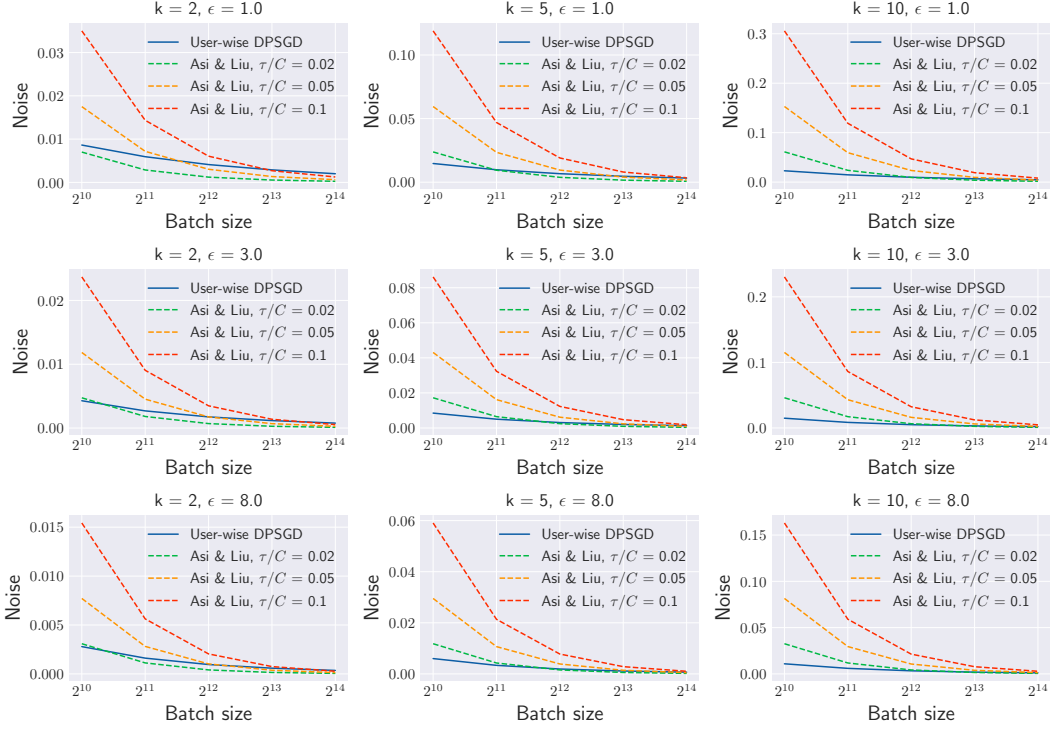 k = 2, ϵ = 1.0
Noise
0.03
0.02
0.01
0.00
User-wise DPSGD
Asi & Liu, τ/C = 0.02
Asi & Liu, τ/C = 0.05
Asi & Liu, τ/C = 0.1
2^10 2^11 2^12 2^13 2^14
Batch size
k = 5, ϵ = 1.0
Noise
0.10
0.05
0.00
User-wise DPSGD
Asi & Liu, τ/C = 0.02
Asi & Liu, τ/C = 0.05
Asi & Liu, τ/C = 0.1
2^10 2^11 2^12 2^13 2^14
Batch size
k = 10, ϵ = 1.0
Noise
0.3
0.2
0.1
0.0
User-wise DPSGD
Asi & Liu, τ/C = 0.02
Asi & Liu, τ/C = 0.05
Asi & Liu, τ/C = 0.1
2^10 2^11 2^12 2^13 2^14
Batch size
k = 2, ϵ = 3.0
Noise
0.02
0.01
0.00
User-wise DPSGD
Asi & Liu, τ/C = 0.02
Asi & Liu, τ/C = 0.05
Asi & Liu, τ/C = 0.1
2^10 2^11 2^12 2^13 2^14
Batch size
k = 5, ϵ = 3.0
Noise
0.08
0.06
0.04
0.02
0.00
User-wise DPSGD
Asi & Liu, τ/C = 0.02
Asi & Liu, τ/C = 0.05
Asi & Liu, τ/C = 0.1
2^10 2^11 2^12 2^13 2^14
Batch size
k = 10, ϵ = 3.0
Noise
0.2
0.1
0.0
User-wise DPSGD
Asi & Liu, τ/C = 0.02
Asi & Liu, τ/C = 0.05
Asi & Liu, τ/C = 0.1
2^10 2^11 2^12 2^13 2^14
Batch size
k = 2, ϵ = 8.0
Noise
0.015
0.010
0.005
0.000
User-wise DPSGD
Asi & Liu, τ/C = 0.02
Asi & Liu, τ/C = 0.05
Asi & Liu, τ/C = 0.1
2^10 2^11 2^12 2^13 2^14
Batch size
k = 5, ϵ = 8.0
Noise
0.06
0.04
0.02
0.00
User-wise DPSGD
Asi & Liu, τ/C = 0.02
Asi & Liu, τ/C = 0.05
Asi & Liu, τ/C = 0.1
2^10 2^11 2^12 2^13 2^14
Batch size
k = 10, ϵ = 8.0
Noise
0.15
0.10
0.05
0.00
User-wise DPSGD
Asi & Liu, τ/C = 0.02
Asi & Liu, τ/C = 0.05
Asi & Liu, τ/C = 0.1
2^10 2^11 2^12 2^13 2^14
Batch size